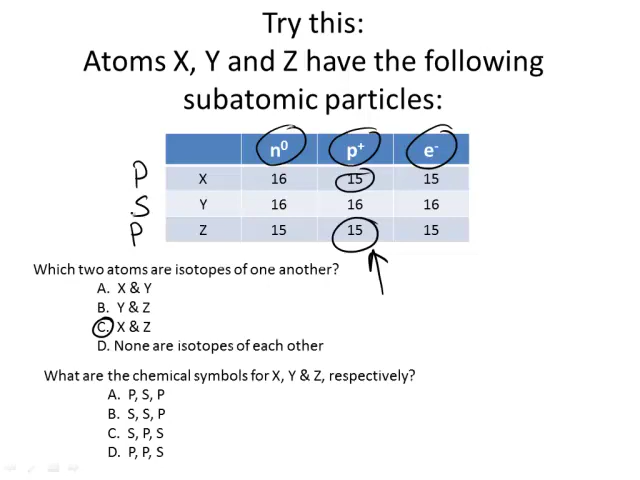 Try this:
Atoms X, Y and Z have the following
subatomic particles:
n⁰ p⁺ e⁻
P X 16 15 15
S Y 16 16 16
P Z 15 15 15
Which two atoms are isotopes of one another?
A. X & Y
B. Y & Z
C. X & Z
D. None are isotopes of each other
What are the chemical symbols for X, Y & Z, respectively?
A. P, S, P
B. S, S, P
C. S, P, S
D. P, P, S